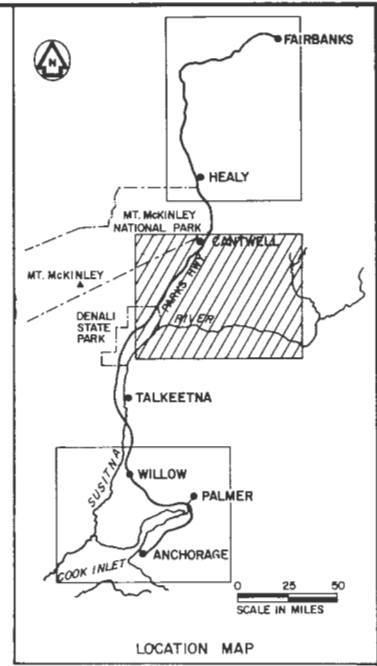 FAIRBANKS
HEALY
MT. McKINLEY
NATIONAL PARK
CANTWELL
MT. McKINLEY
PARKS HWY
DENALI
STATE
PARK
RIVER
TALKEETNA
WILLOW
SUSITNA
PALMER
ANCHORAGE
COOK INLET
0 25 50
SCALE IN MILES
LOCATION MAP